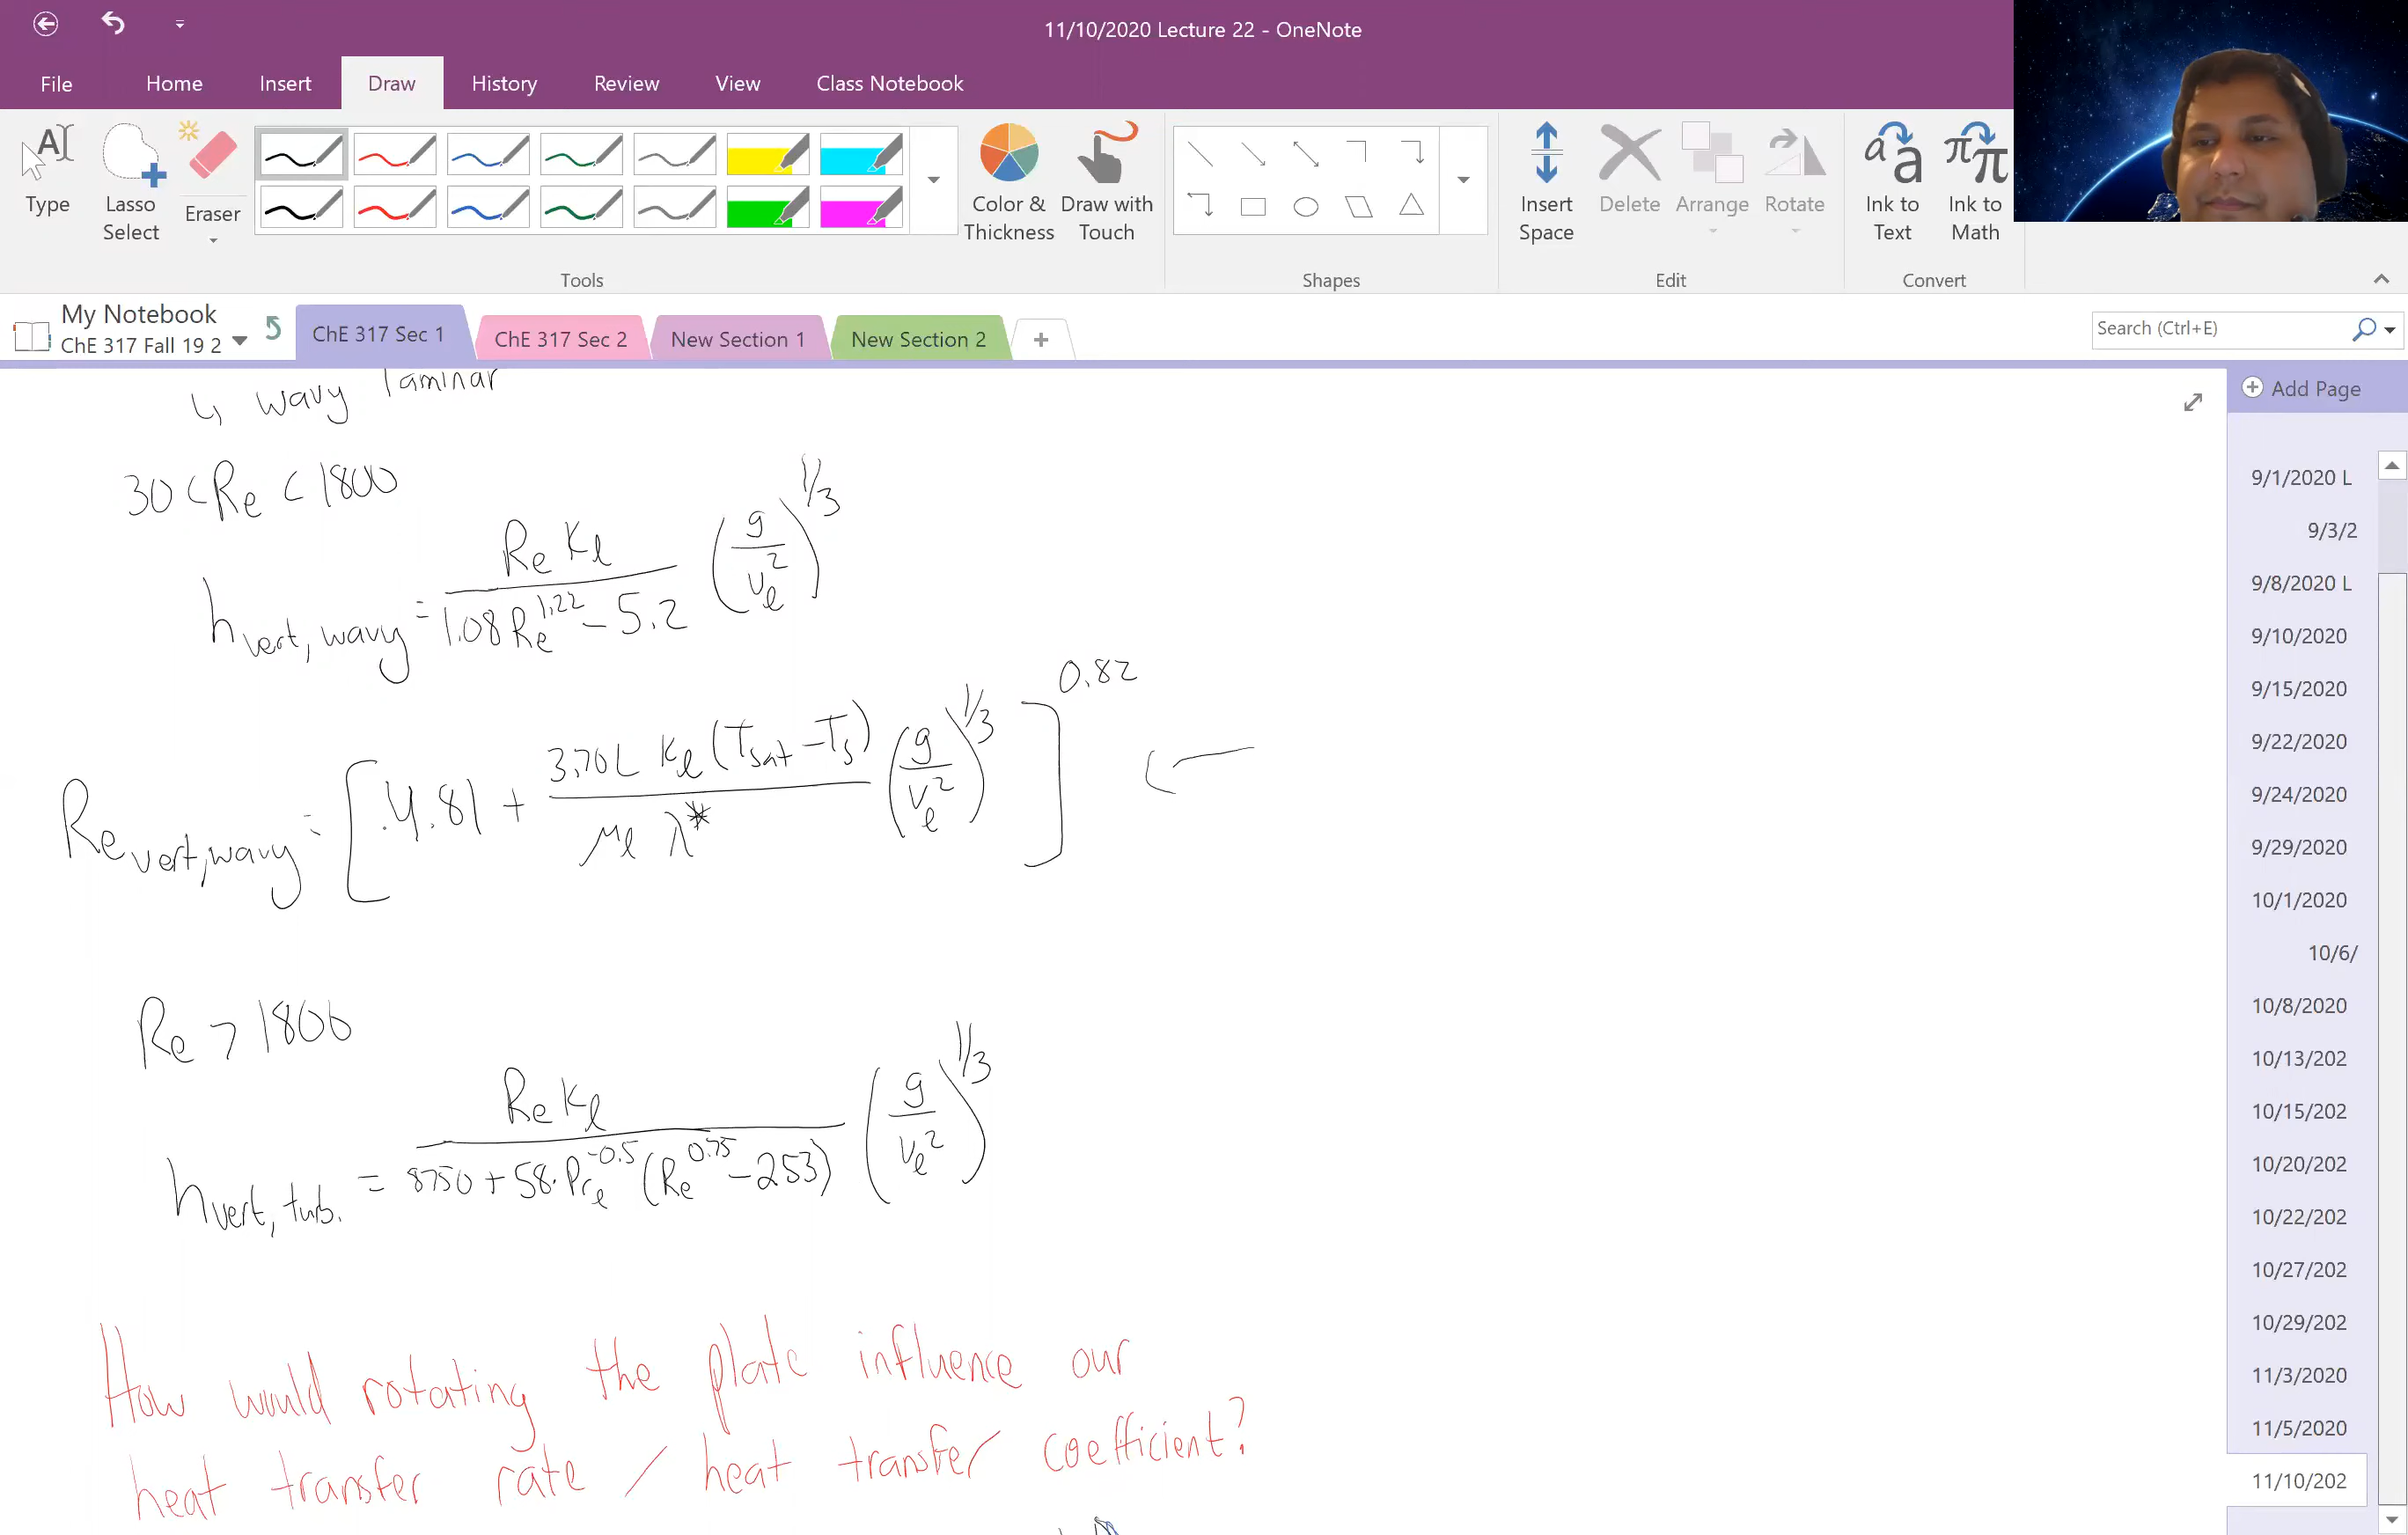 11/10/2020 Lecture 22 - OneNote
File Home Insert Draw History Review View Class Notebook
Type
Lasso Select
Eraser
Color & Thickness
Draw with Touch
Insert Space
Delete
Arrange
Rotate
Ink to Text
Ink to Math
Tools Shapes Edit Convert
My Notebook
ChE 317 Fall 19 2
ChE 317 Sec 1 ChE 317 Sec 2 New Section 1 New Section 2 +
Search (Ctrl+E)
Add Page
9/1/2020 L
9/3/2
9/8/2020 L
9/10/2020
9/15/2020
9/22/2020
9/24/2020
9/29/2020
10/1/2020
10/6/
10/8/2020
10/13/202
10/15/202
10/20/202
10/22/202
10/27/202
10/29/202
11/3/2020
11/5/2020
11/10/202
↳ wavy laminar
30 < Re < 1800
h_vert, wavy = Re k_l / (1.08 Re^1.22 - 5.2) (g / ν_l^2)^1/3
Re_vert, wavy = [4.81 + 3.70 L k_l (T_sat - T_s) / (μ_l λ*) (g / ν_l^2)^1/3]^0.82 ←
Re > 1800
h_vert, turb. = Re k_l / (8750 + 58 · Pr_l^-0.5 (Re^0.75 - 253)) (g / ν_l^2)^1/3
How would rotating the plate influence our
heat transfer rate / heat transfer coefficient?